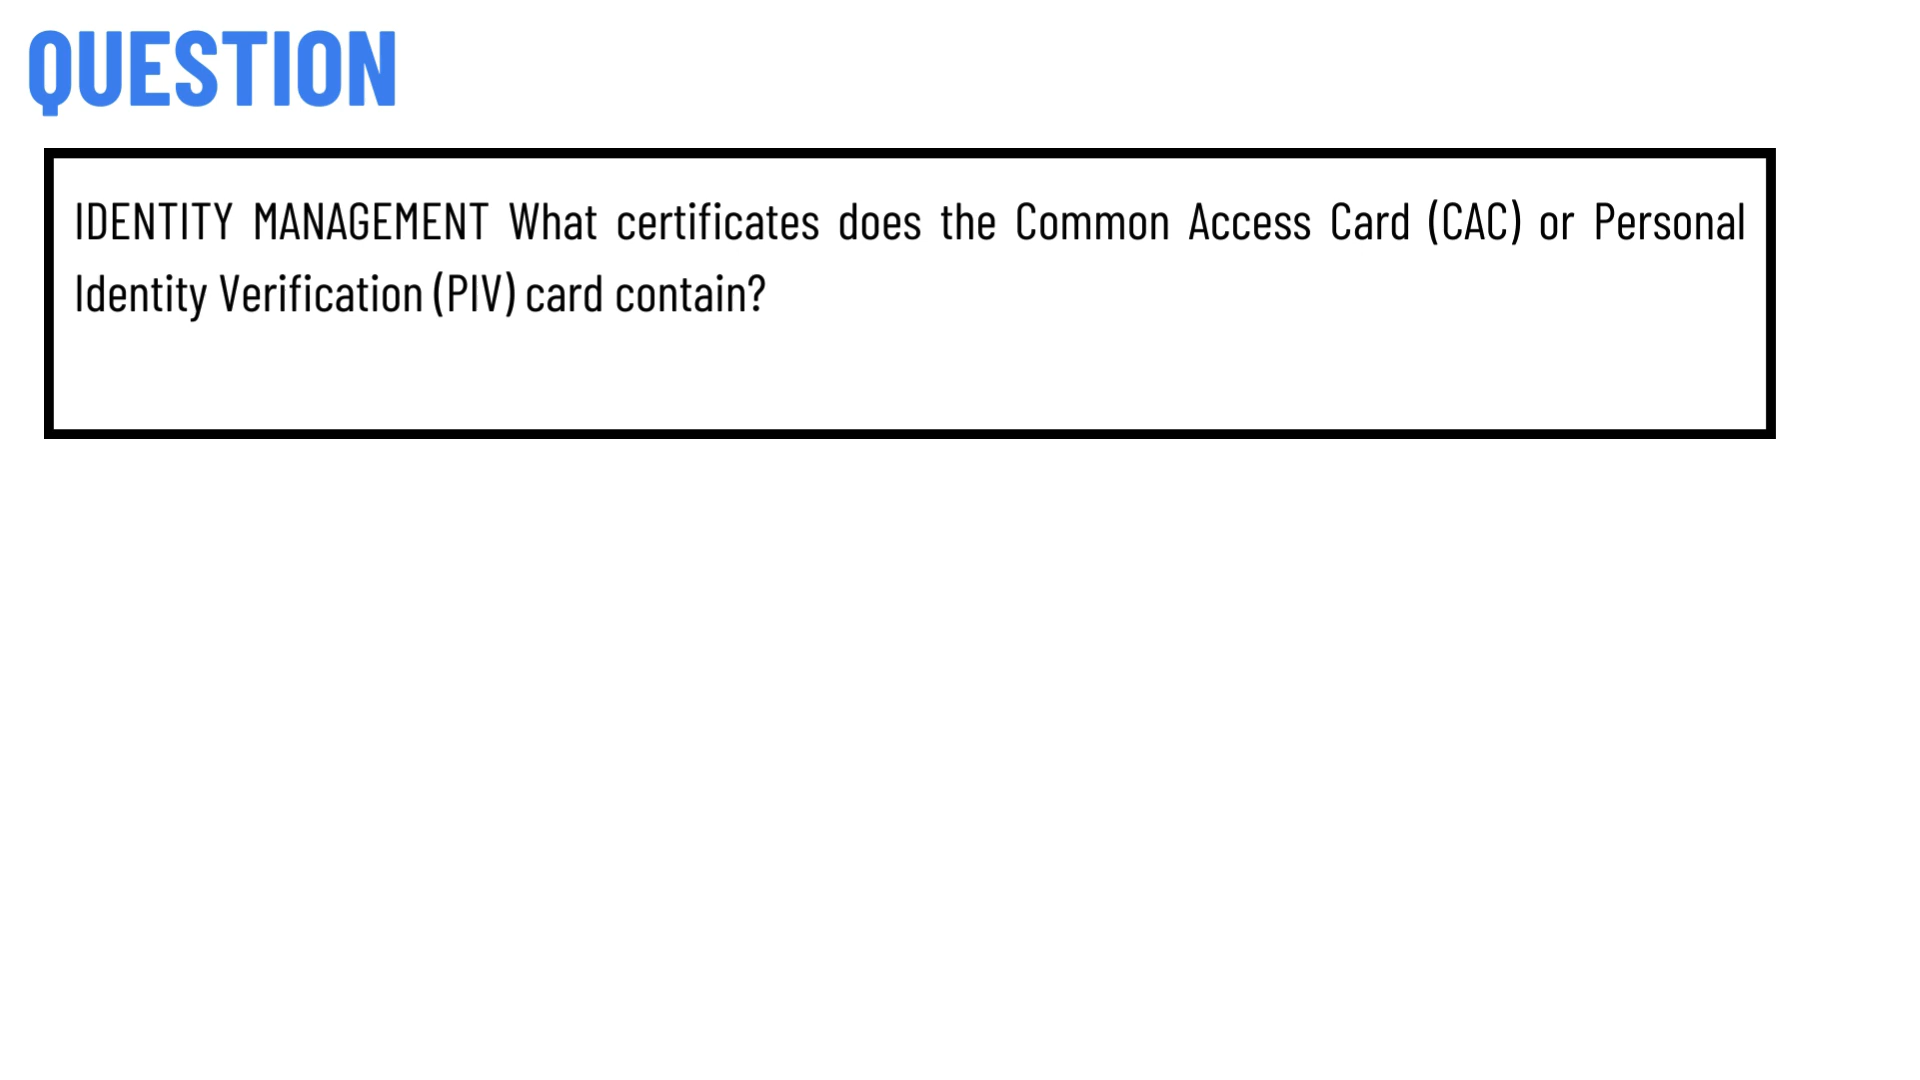 QUESTION
IDENTITY MANAGEMENT What certificates does the Common Access Card (CAC) or Personal
Identity Verification (PIV) card contain?